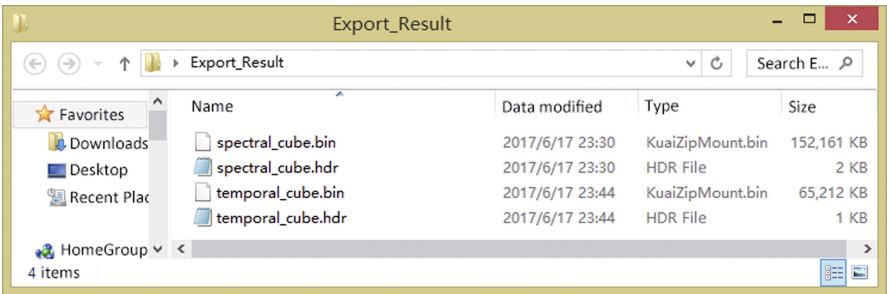 Export_Result
Export_Result
Search E...
Name Data modified Type Size
Favorites
Downloads
Desktop
Recent Plac
HomeGroup
spectral_cube.bin 2017/6/17 23:30 KuaiZipMount.bin 152,161 KB
spectral_cube.hdr 2017/6/17 23:30 HDR File 2 KB
temporal_cube.bin 2017/6/17 23:44 KuaiZipMount.bin 65,212 KB
temporal_cube.hdr 2017/6/17 23:44 HDR File 1 KB
4 items